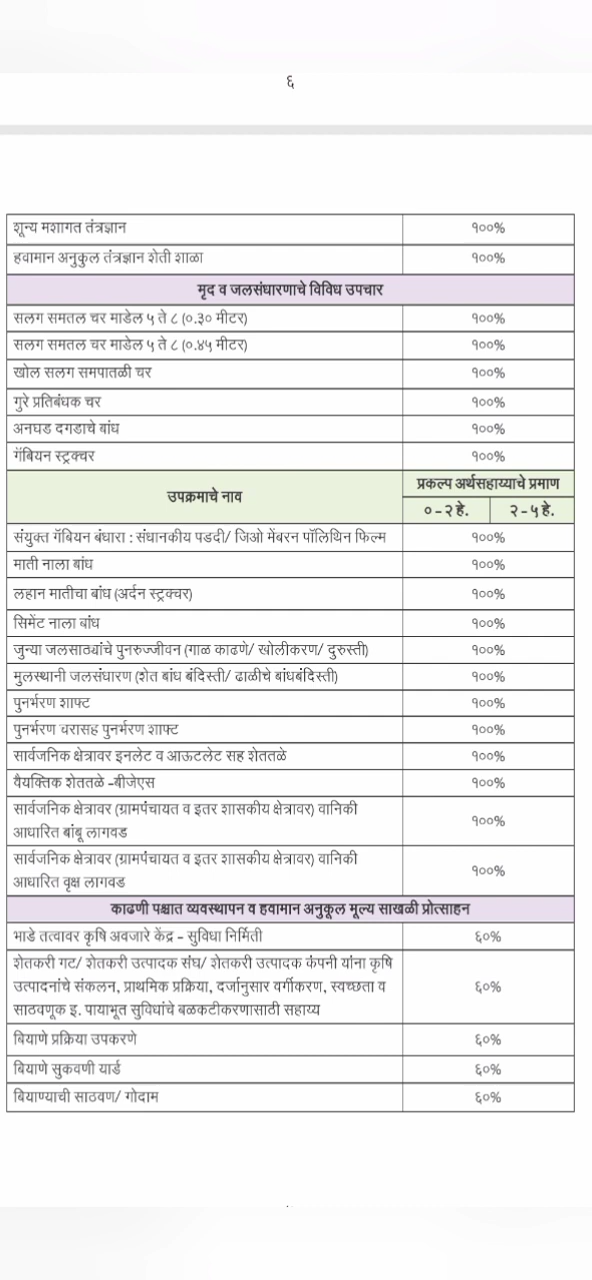 ६
शून्य मशागत तंत्रज्ञान १००%
हवामान अनुकुल तंत्रज्ञान शेती शाळा १००%
मृद व जलसंधारणाचे विविध उपचार
सलग समतल चर माडेल ५ ते ८ (०.३० मीटर) १००%
सलग समतल चर माडेल ५ ते ८ (०.४५ मीटर) १००%
खोल सलग समपातळी चर १००%
गुरे प्रतिबंधक चर १००%
अनघड दगडाचे बांध १००%
गॅबियन स्ट्रक्चर १००%
उपक्रमाचे नाव प्रकल्प अर्थसहाय्याचे प्रमाण
०-२ हे. २-५ हे.
संयुक्त गॅबियन बंधारा : संधानकीय पडदी/ जिओ मेंबरन पॉलिथिन फिल्म १००%
माती नाला बांध १००%
लहान मातीचा बांध (अर्दन स्ट्रक्चर) १००%
सिमेंट नाला बांध १००%
जुन्या जलसाठ्यांचे पुनरुज्जीवन (गाळ काढणे/ खोलीकरण/ दुरुस्ती) १००%
मुलस्थानी जलसंधारण (शेत बांध बंदिस्ती/ ढाळीचे बांधबंदिस्ती) १००%
पुनर्भरण शाफ्ट १००%
पुनर्भरण चरासह पुनर्भरण शाफ्ट १००%
सार्वजनिक क्षेत्रावर इनलेट व आऊटलेट सह शेततळे १००%
वैयक्तिक शेततळे -बीजेएस १००%
सार्वजनिक क्षेत्रावर (ग्रामपंचायत व इतर शासकीय क्षेत्रावर) वानिकी
आधारित बांबू लागवड १००%
सार्वजनिक क्षेत्रावर (ग्रामपंचायत व इतर शासकीय क्षेत्रावर) वानिकी
आधारित वृक्ष लागवड १००%
काढणी पश्चात व्यवस्थापन व हवामान अनुकूल मूल्य साखळी प्रोत्साहन
भाडे तत्वावर कृषि अवजारे केंद्र - सुविधा निर्मिती ६०%
शेतकरी गट/ शेतकरी उत्पादक संघ/ शेतकरी उत्पादक कंपनी यांना कृषि
उत्पादनांचे संकलन, प्राथमिक प्रक्रिया, दर्जानुसार वर्गीकरण, स्वच्छता व ६०%
साठवणूक इ. पायाभूत सुविधांचे बळकटीकरणासाठी सहाय्य
बियाणे प्रक्रिया उपकरणे ६०%
बियाणे सुकवणी यार्ड ६०%
बियाण्याची साठवण/ गोदाम ६०%